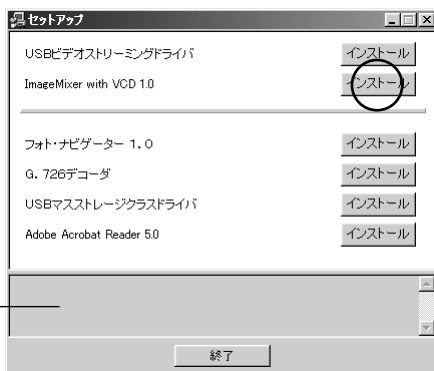 セットアップ
USBビデオストリーミングドライバ インストール
ImageMixer with VCD 1.0 インストール
フォト・ナビゲーター 1.0 インストール
G. 726デコーダ インストール
USBマスストレージクラスドライバ インストール
Adobe Acrobat Reader 5.0 インストール
終了